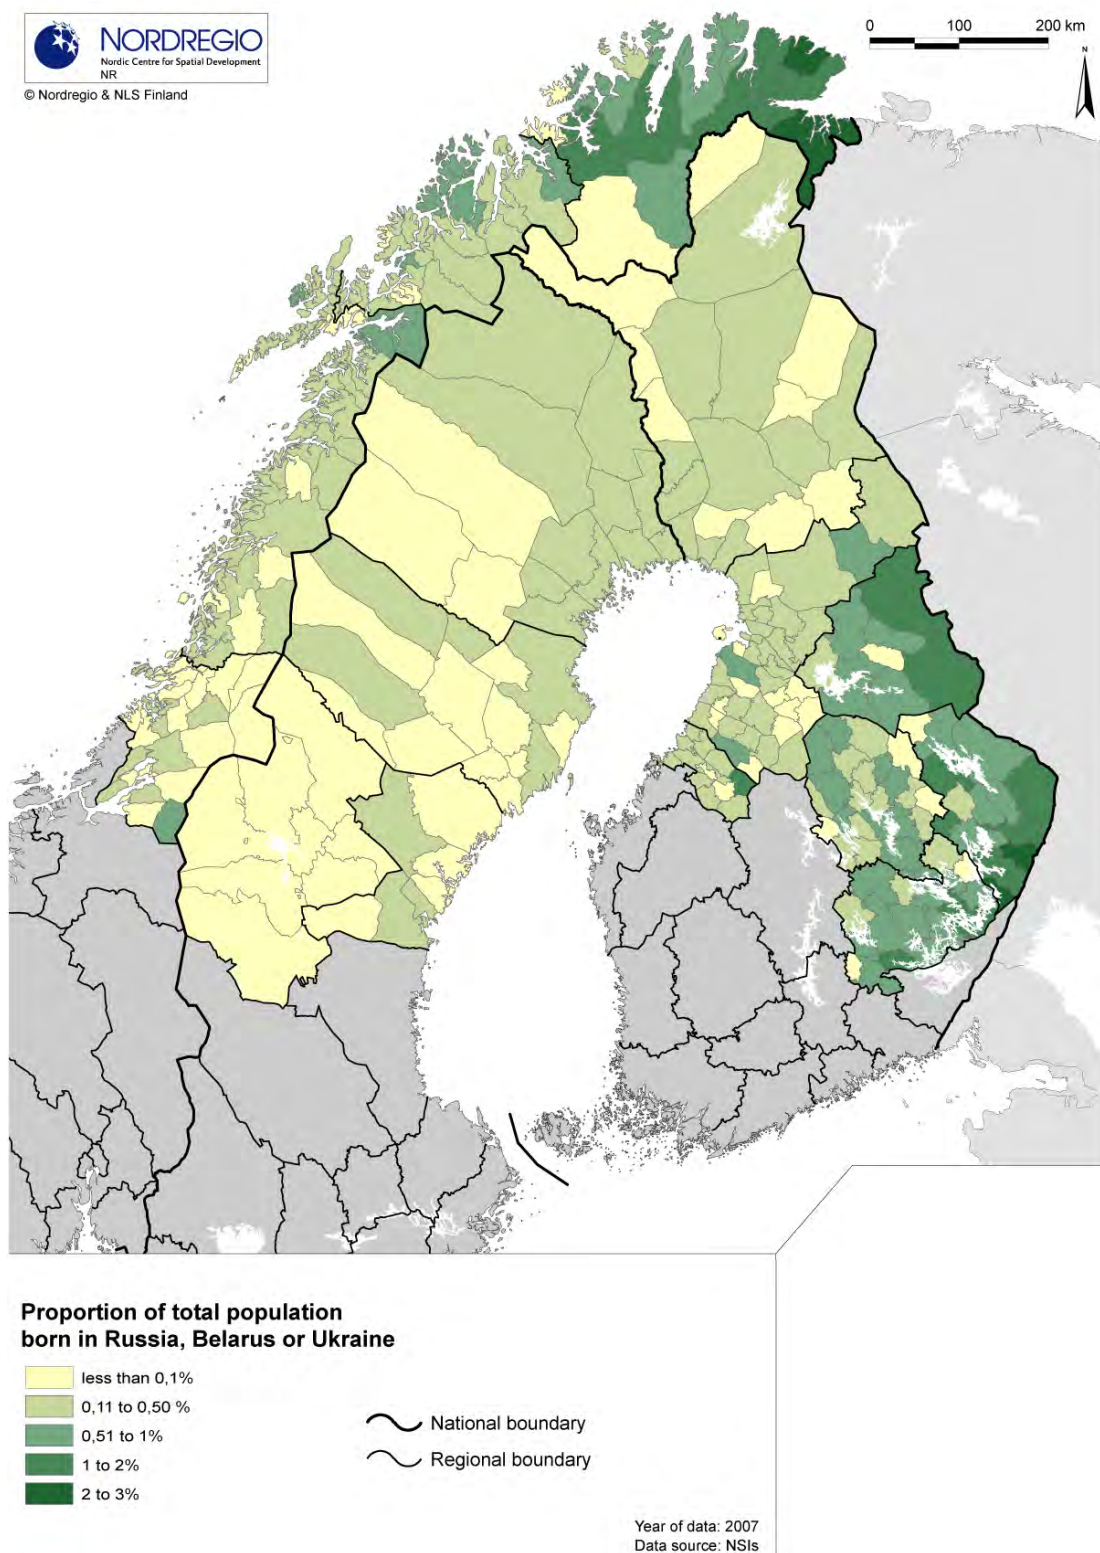 NORDREGIO
Nordic Centre for Spatial Development
NR
© Nordregio & NLS Finland
0 100 200 km
N
Proportion of total population
born in Russia, Belarus or Ukraine
less than 0,1%
0,11 to 0,50 %
0,51 to 1%
1 to 2%
2 to 3%
National boundary
Regional boundary
Year of data: 2007
Data source: NSIs